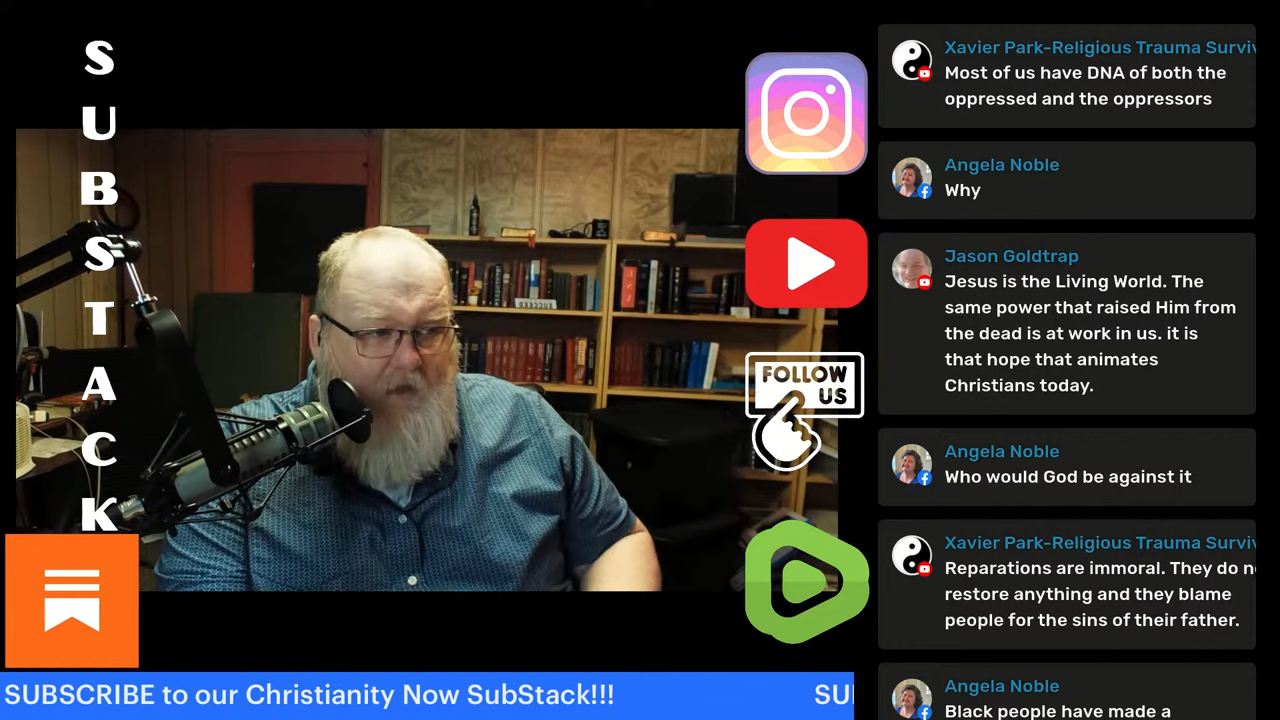 SUBSTACK
FOLLOW
US
SUCCEED
SUBSCRIBE to our Christianity Now SubStack!!!
SU
Xavier Park-Religious Trauma Surviv
Most of us have DNA of both the
oppressed and the oppressors
Angela Noble
Why
Jason Goldtrap
Jesus is the Living World. The
same power that raised Him from
the dead is at work in us. it is
that hope that animates
Christians today.
Angela Noble
Who would God be against it
Xavier Park-Religious Trauma Surviv
Reparations are immoral. They do n
restore anything and they blame
people for the sins of their father.
Angela Noble
Black people have made a